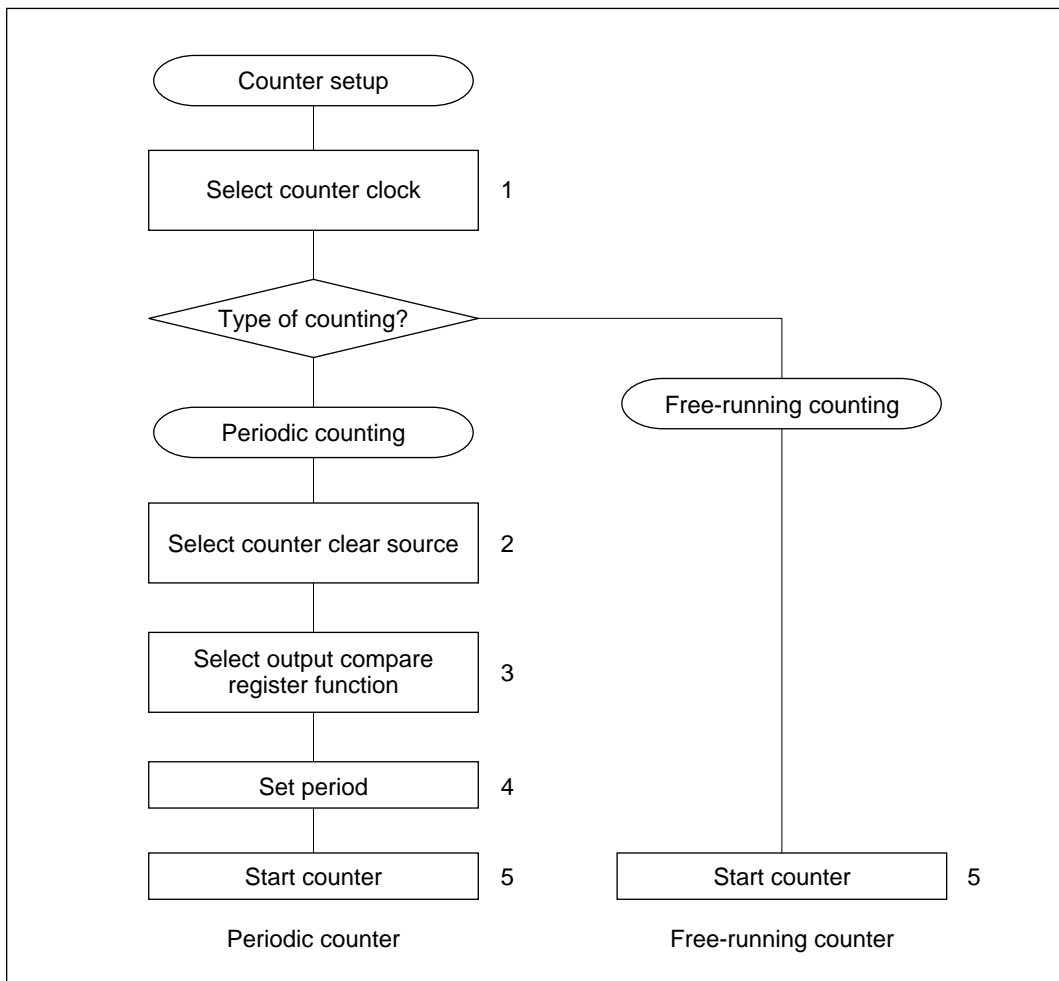 Counter setup
Select counter clock 1
Type of counting?
Periodic counting
Select counter clear source 2
Select output compare
register function 3
Set period 4
Start counter 5
Periodic counter
Free-running counting
Start counter 5
Free-running counter